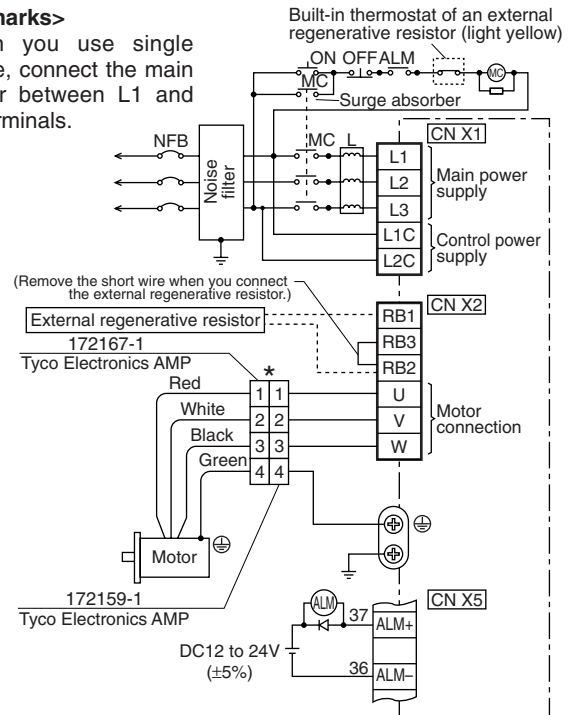 arks>
you use single
, connect the main
between L1 and
minals.
Built-in thermostat of an external
regenerative resistor (light yellow)
ON OFF ALM
MC
MC
MC
Surge absorber
NFB
Noise
filter
MC L
CN X1
L1
L2
L3
L1C
L2C
Main power
supply
Control power
supply
(Remove the short wire when you connect
the external regenerative resistor.)
External regenerative resistor
CN X2
RB1
RB3
RB2
U
V
W
Motor
connection
172167-1
Tyco Electronics AMP
*
Red
White
Black
Green
1 1
2 2
3 3
4 4
Motor
172159-1
Tyco Electronics AMP
CN X5
ALM
37 ALM+
DC12 to 24V
(±5%)
36 ALM−